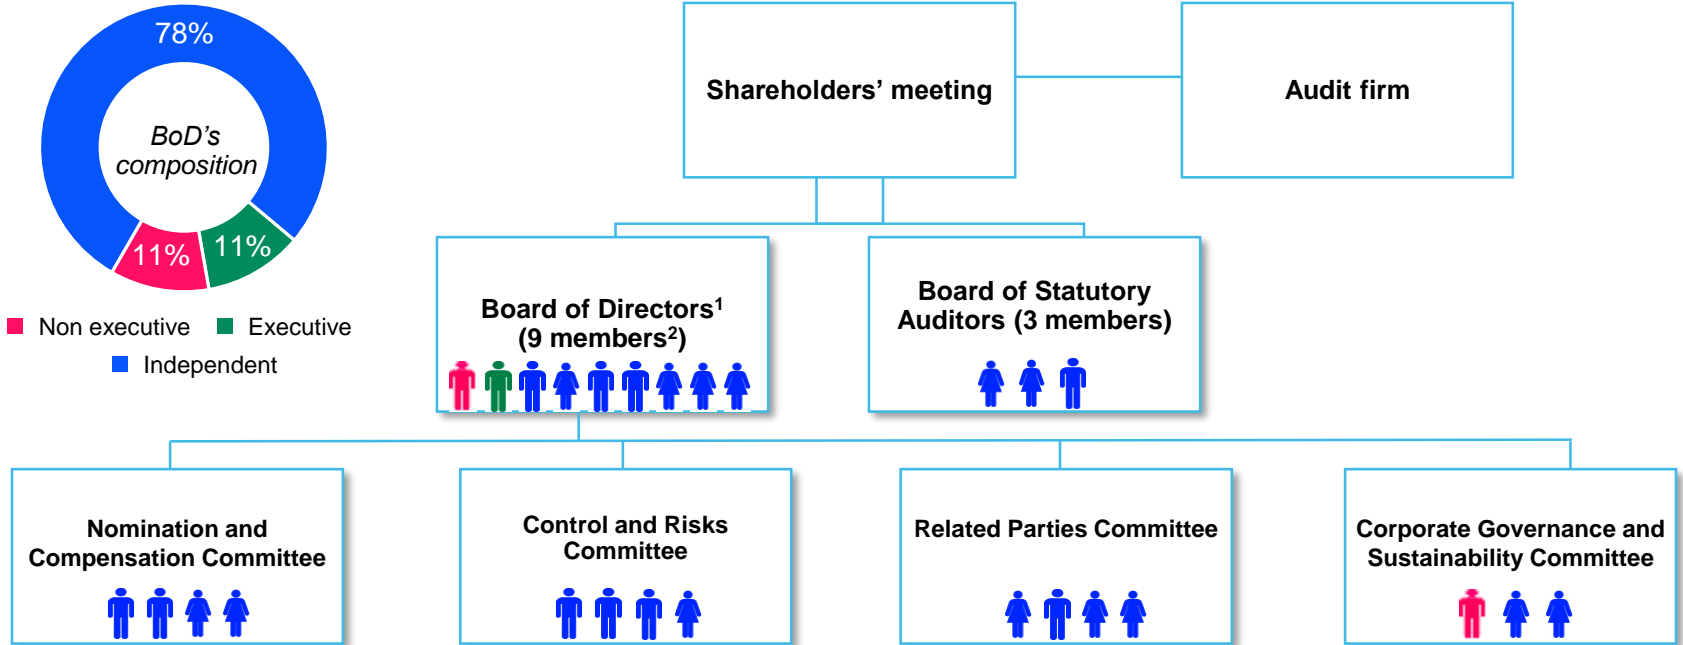 78%
BoD's
composition
11%
11%
Non executive
Executive
Independent
Shareholders' meeting
Audit firm
Board of Directors¹
(9 members²)
Board of Statutory
Auditors (3 members)
Nomination and
Compensation Committee
Control and Risks
Committee
Related Parties Committee
Corporate Governance and
Sustainability Committee